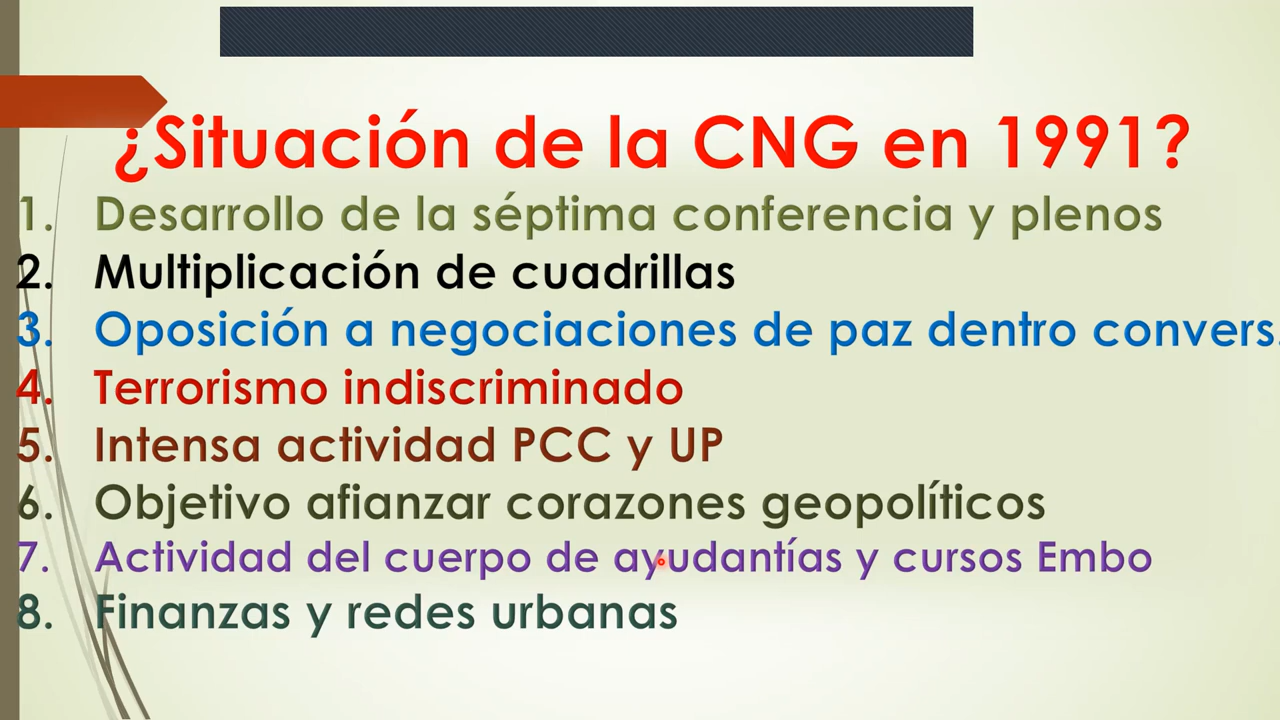 ¿Situación de la CNG en 1991?
1. Desarrollo de la séptima conferencia y plenos
2. Multiplicación de cuadrillas
3. Oposición a negociaciones de paz dentro convers.
4. Terrorismo indiscriminado
5. Intensa actividad PCC y UP
6. Objetivo afianzar corazones geopolíticos
7. Actividad del cuerpo de ayudantías y cursos Embo
8. Finanzas y redes urbanas